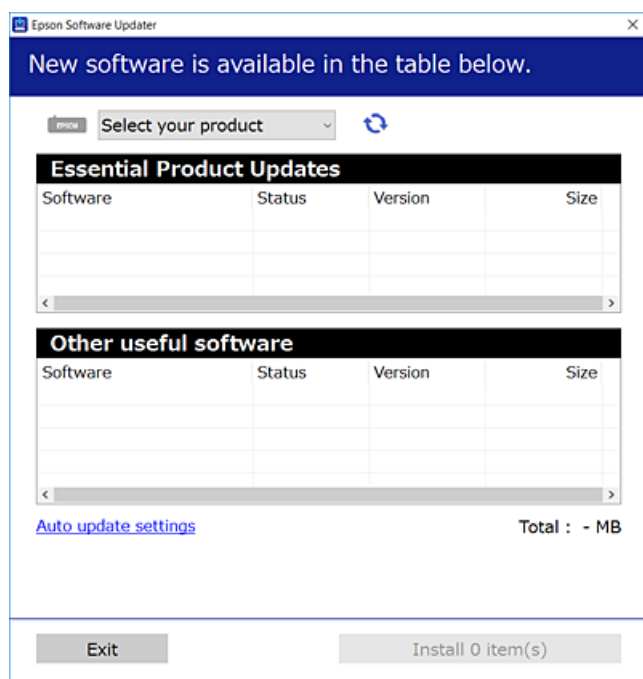 Epson Software Updater
New software is available in the table below.
EPSON Select your product
Essential Product Updates
Software Status Version Size
Other useful software
Software Status Version Size
Auto update settings Total : - MB
Exit Install 0 item(s)